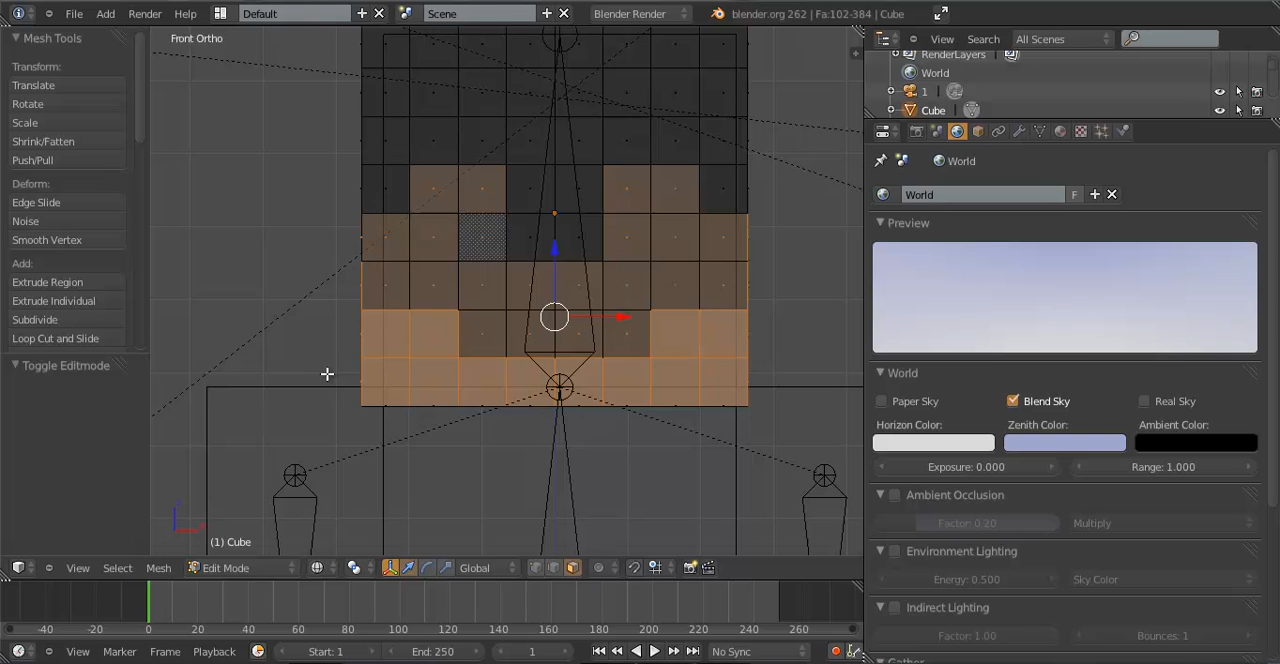 File Add Render Help Default Scene Blender Render blender.org 262 | Fa:102-384 | Cube
Mesh Tools
Transform:
Translate
Rotate
Scale
Shrink/Fatten
Push/Pull
Deform:
Edge Slide
Noise
Smooth Vertex
Add:
Extrude Region
Extrude Individual
Subdivide
Loop Cut and Slide
Toggle Editmode
Front Ortho
(1) Cube
View Select Mesh Edit Mode Global
-40 -20 0 20 40 60 80 100 120 140 160 180 200 220 240 260
View Marker Frame Playback Start: 1 End: 250 1 No Sync
View Search All Scenes
RenderLayers
World
1
Cube
World
World F
Preview
World
Paper Sky Blend Sky Real Sky
Horizon Color: Zenith Color: Ambient Color:
Exposure: 0.000 Range: 1.000
Ambient Occlusion
Factor: 0.20 Multiply
Environment Lighting
Energy: 0.500 Sky Color
Indirect Lighting
Factor: 1.00 Bounces: 1
Gather